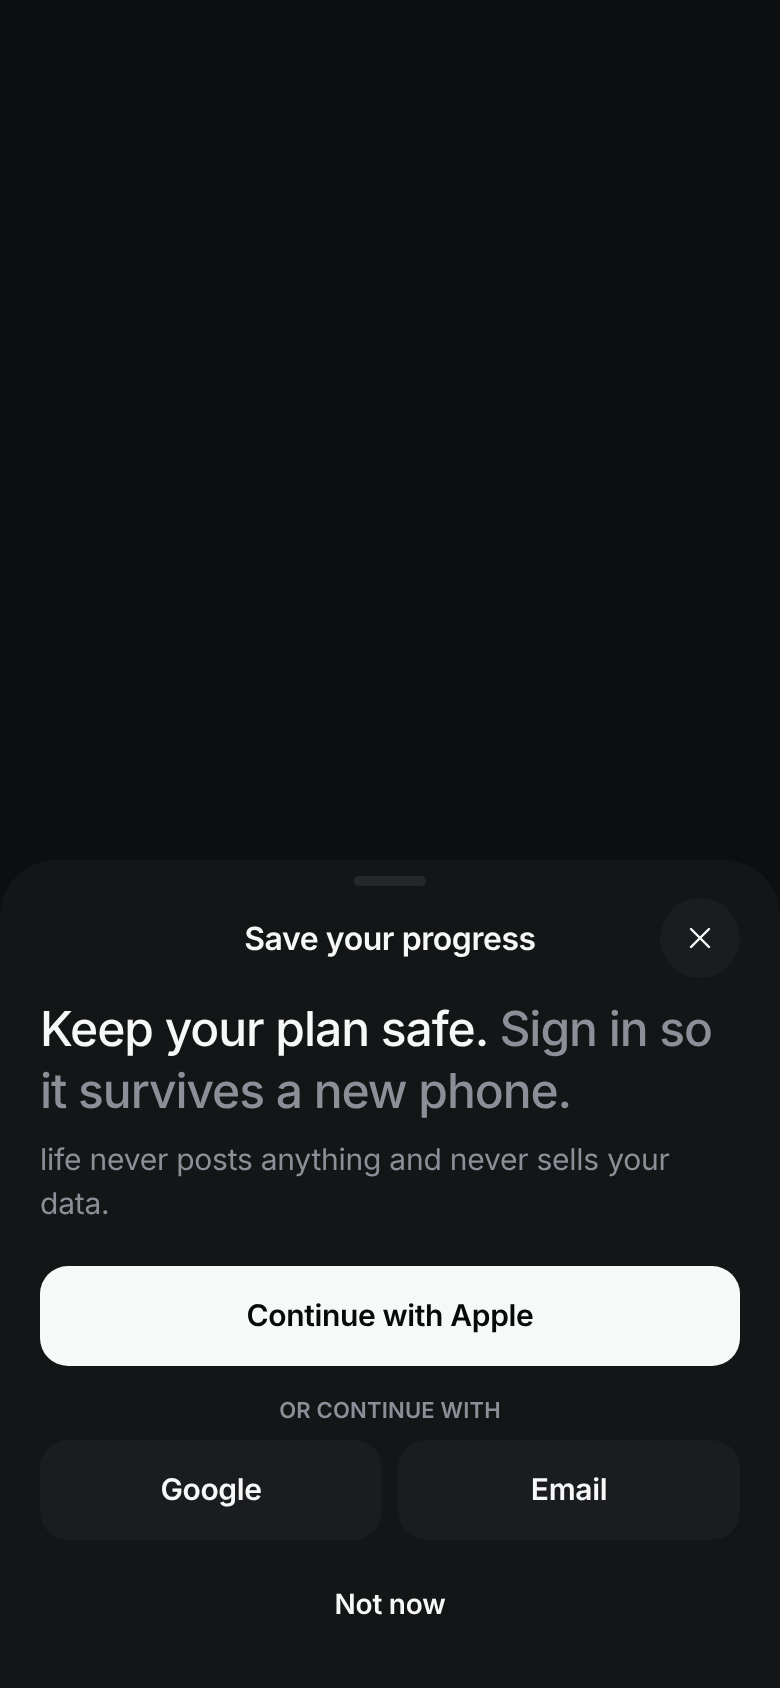 Save your progress
Keep your plan safe. Sign in so
it survives a new phone.
life never posts anything and never sells your
data.
Continue with Apple
OR CONTINUE WITH
Google
Email
Not now